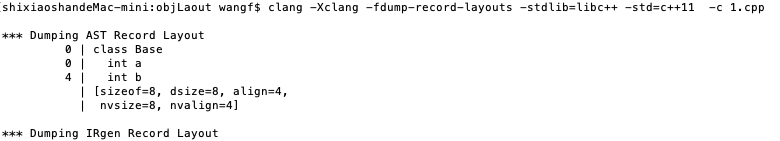 [shixiaoshandeMac-mini:objLaout wangf$ clang -Xclang -fdump-record-layouts -stdlib=libc++ -std=c++11  -c 1.cpp
*** Dumping AST Record Layout
         0 | class Base
         0 |   int a
         4 |   int b
           | [sizeof=8, dsize=8, align=4,
           |  nvsize=8, nvalign=4]
*** Dumping IRgen Record Layout